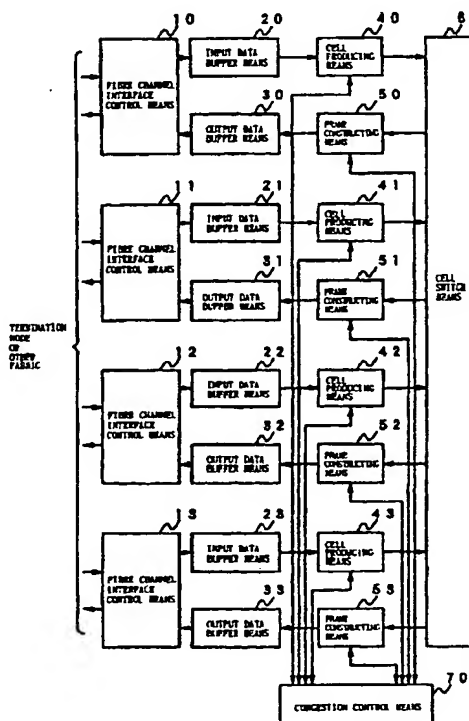 10
20
40
6
FIBRE CHANNEL
INTERFACE
CONTROL MEANS
INPUT DATA
BUFFER MEANS
CELL
PRODUCING
MEANS
30
50
OUTPUT DATA
BUFFER MEANS
FRAME
CONSTRUCTING
MEANS
11
21
41
FIBRE CHANNEL
INTERFACE
CONTROL MEANS
INPUT DATA
BUFFER MEANS
CELL
PRODUCING
MEANS
31
51
OUTPUT DATA
BUFFER MEANS
FRAME
CONSTRUCTING
MEANS
CELL
SWITCH
MEANS
TERMINATION
NODE
OR
OTHER
FABRIC
12
22
42
FIBRE CHANNEL
INTERFACE
CONTROL MEANS
INPUT DATA
BUFFER MEANS
CELL
PRODUCING
MEANS
32
52
OUTPUT DATA
BUFFER MEANS
FRAME
CONSTRUCTING
MEANS
13
23
43
FIBRE CHANNEL
INTERFACE
CONTROL MEANS
INPUT DATA
BUFFER MEANS
CELL
PRODUCING
MEANS
33
53
OUTPUT DATA
BUFFER MEANS
FRAME
CONSTRUCTING
MEANS
70
CONGESTION CONTROL MEANS